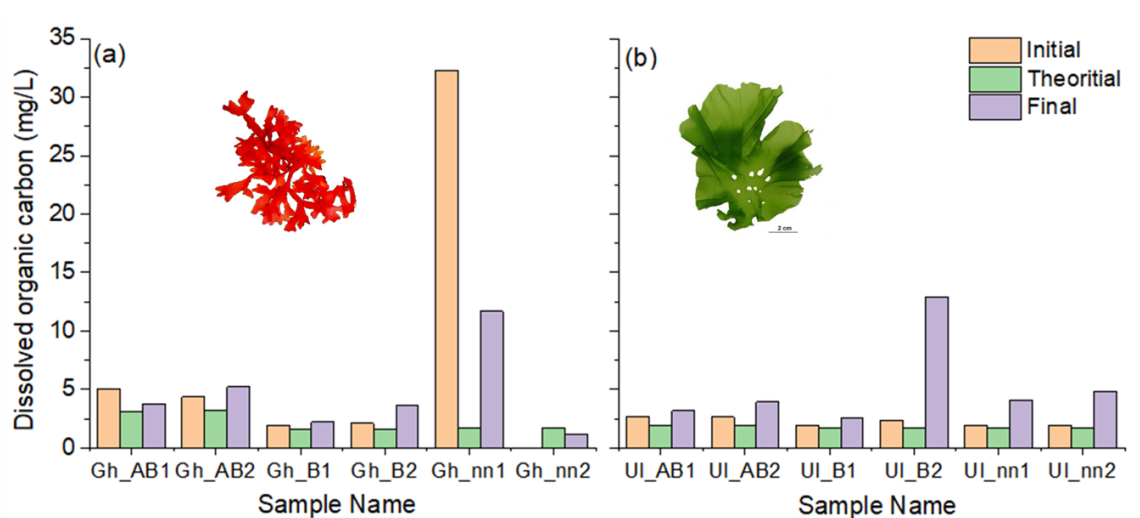 (a)
(b)
Initial
Theoritial
Final
2 cm
Dissolved organic carbon (mg/L)
35
30
25
20
15
10
5
0
Gh_AB1 Gh_AB2 Gh_B1 Gh_B2 Gh_nn1 Gh_nn2
Ul_AB1 Ul_AB2 Ul_B1 Ul_B2 Ul_nn1 Ul_nn2
Sample Name
Sample Name